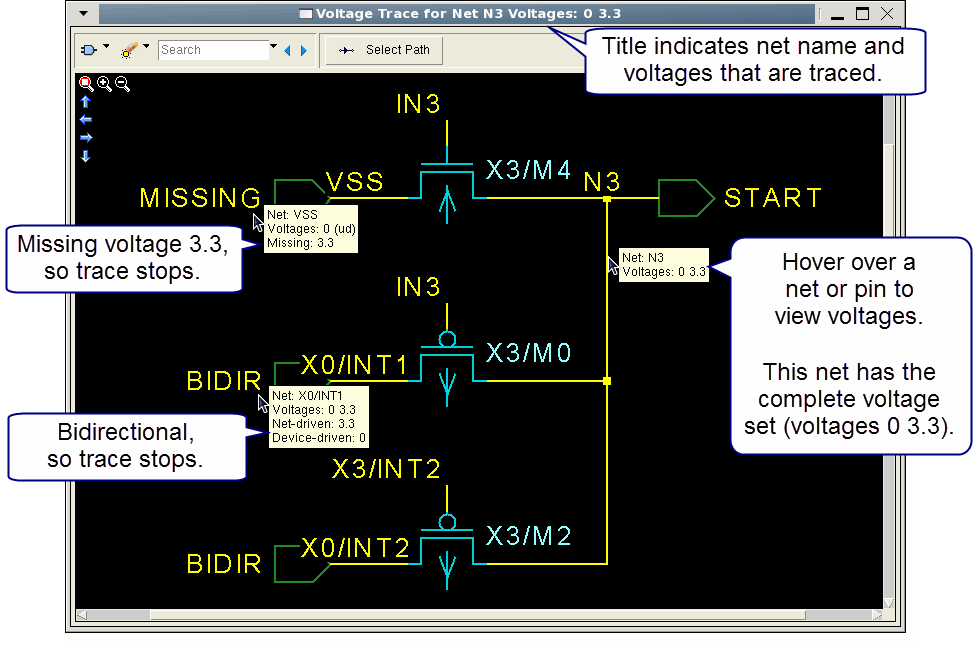 Voltage Trace for Net N3 Voltages: 0 3.3
Search
Select Path
Title indicates net name and
voltages that are traced.
IN3
X3/M4
MISSING
VSS
N3
START
Net: VSS
Voltages: 0 (ud)
Missing: 3.3
Missing voltage 3.3,
so trace stops.
Net: N3
Voltages: 0 3.3
Hover over a
net or pin to
view voltages.
This net has the
complete voltage
set (voltages 0 3.3).
IN3
X3/M0
BIDIR
X0/INT1
Net: X0/INT1
Voltages: 0 3.3
Net-driven: 3.3
Device-driven: 0
Bidirectional,
so trace stops.
X3/INT2
X3/M2
BIDIR
X0/INT2